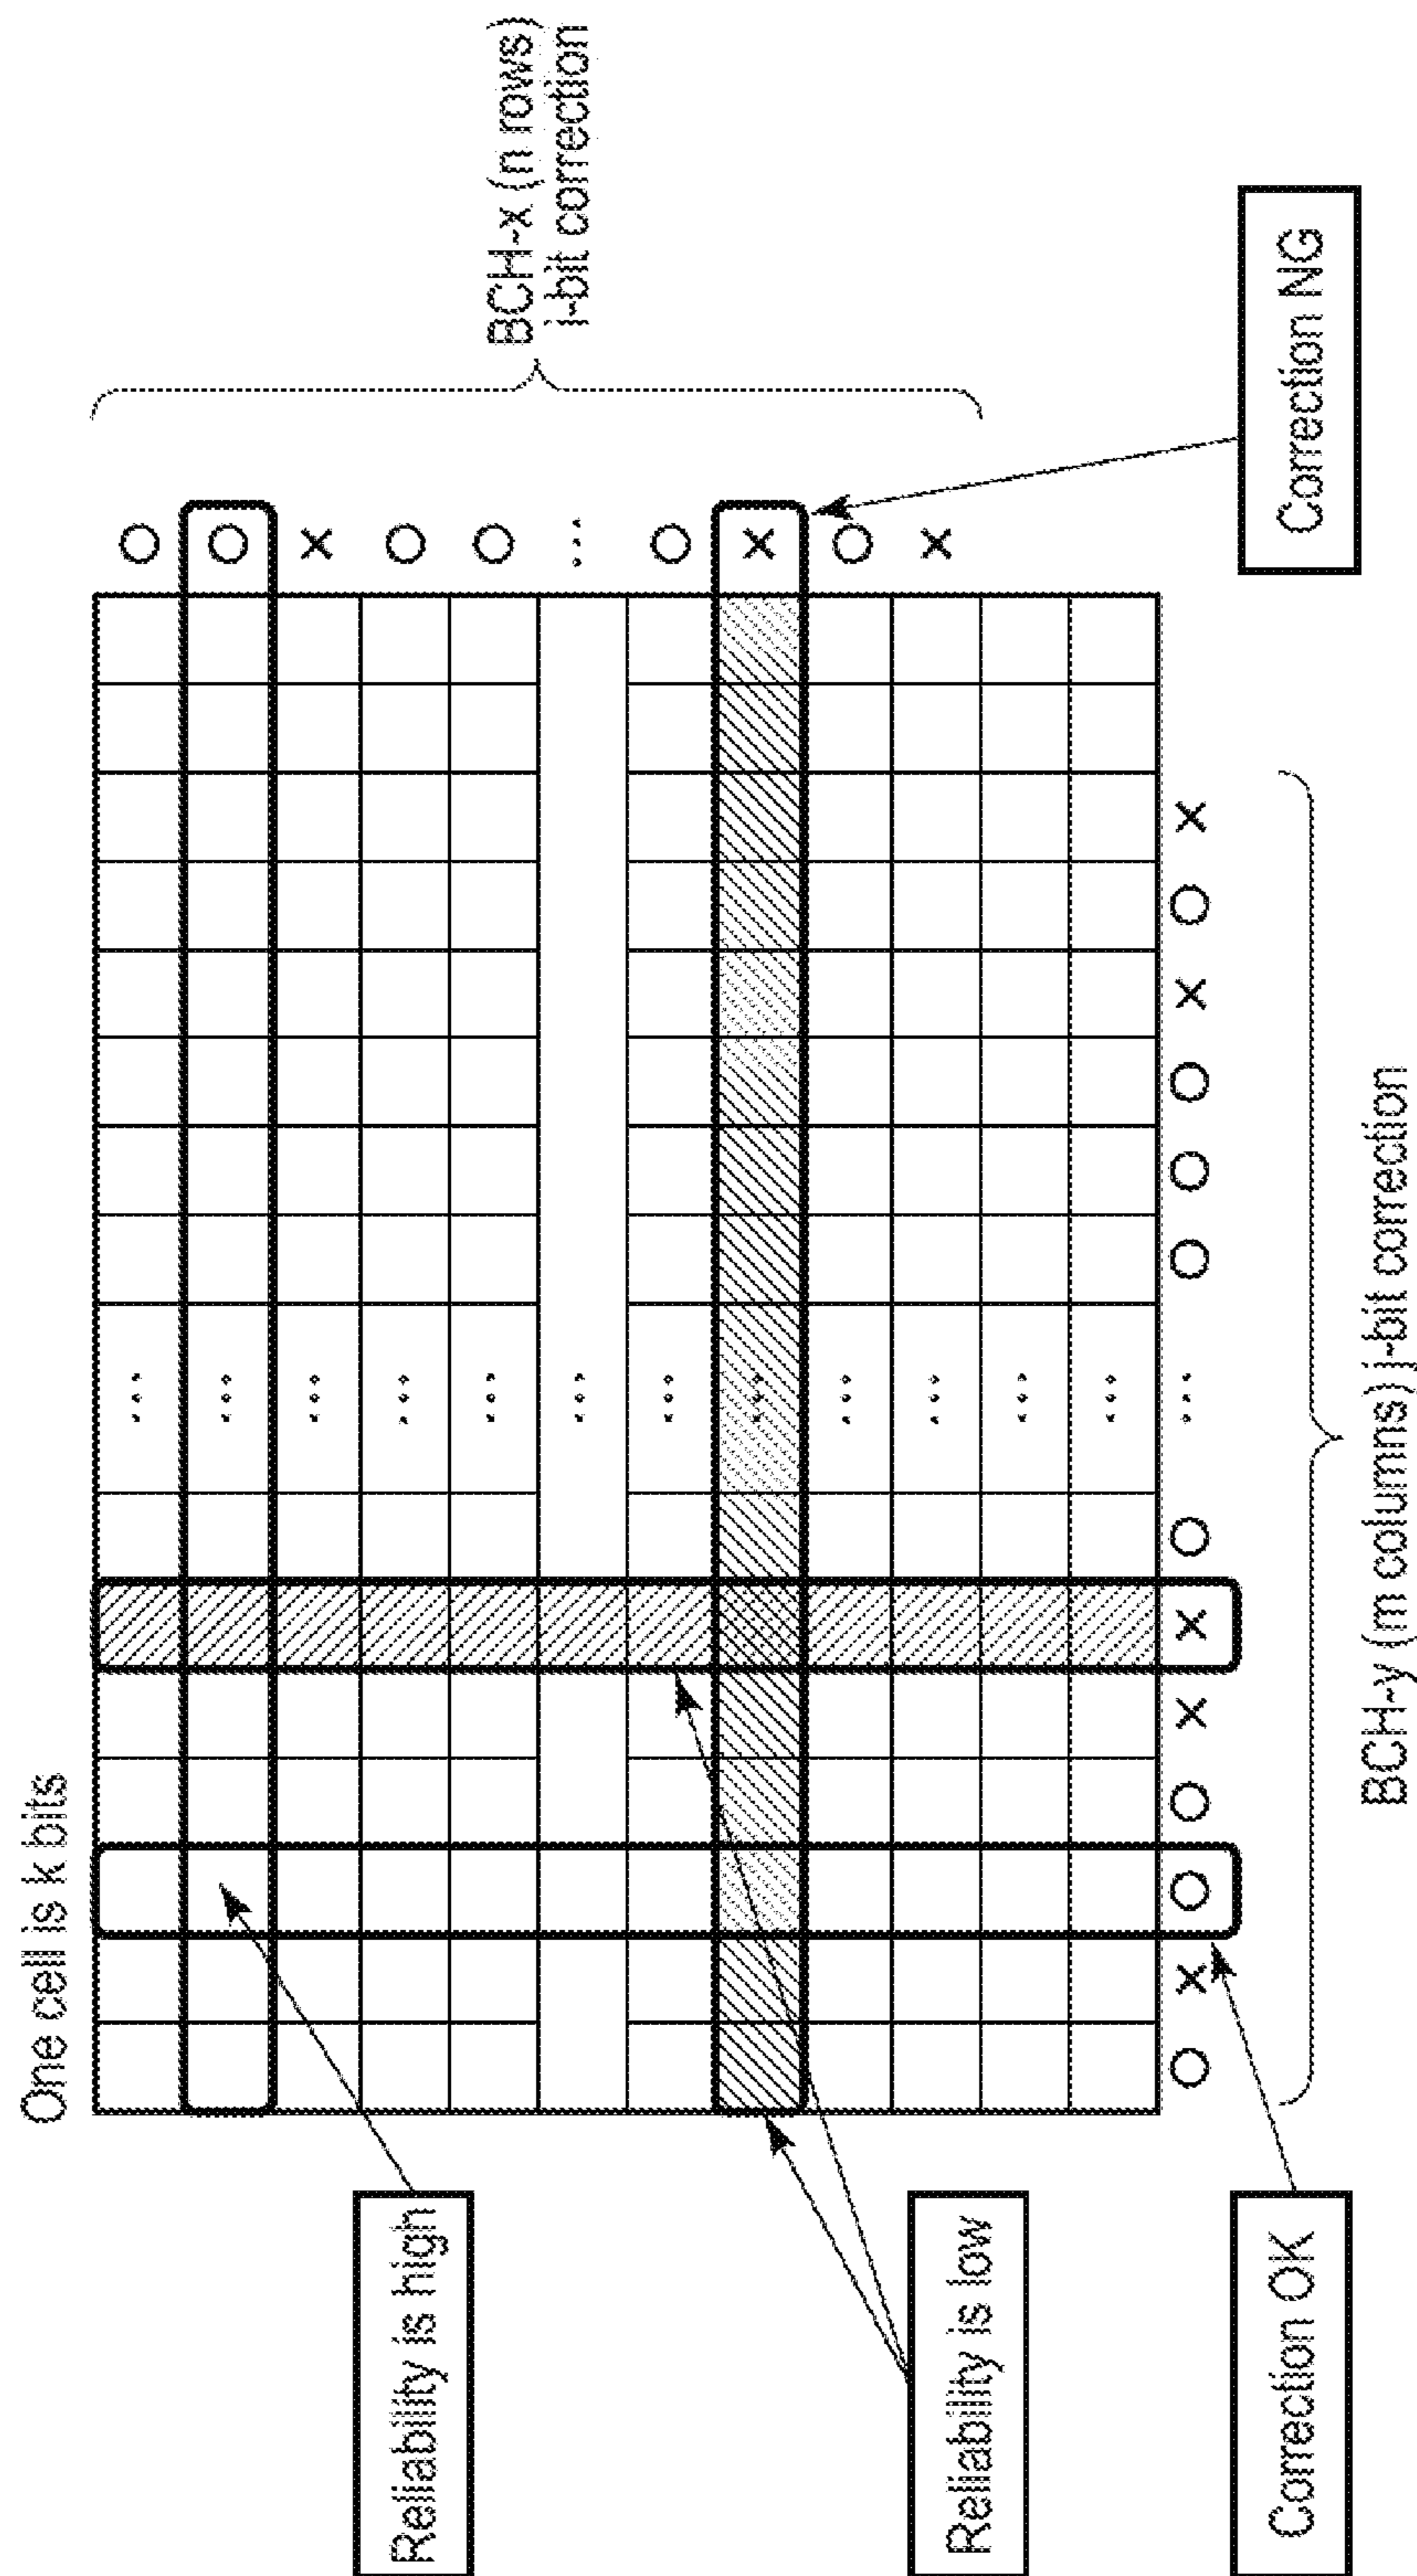 One cell is k bits
○
○
Reliability is high
×
○
BCH-x (n rows)
i-bit correction
○
...
○
×
○
Reliability is low
×
○ × ○ ○ × × ○ ... ○ ○ ○ × ○ ×
Correction OK
Correction NG
BCH-y (m columns) j-bit correction